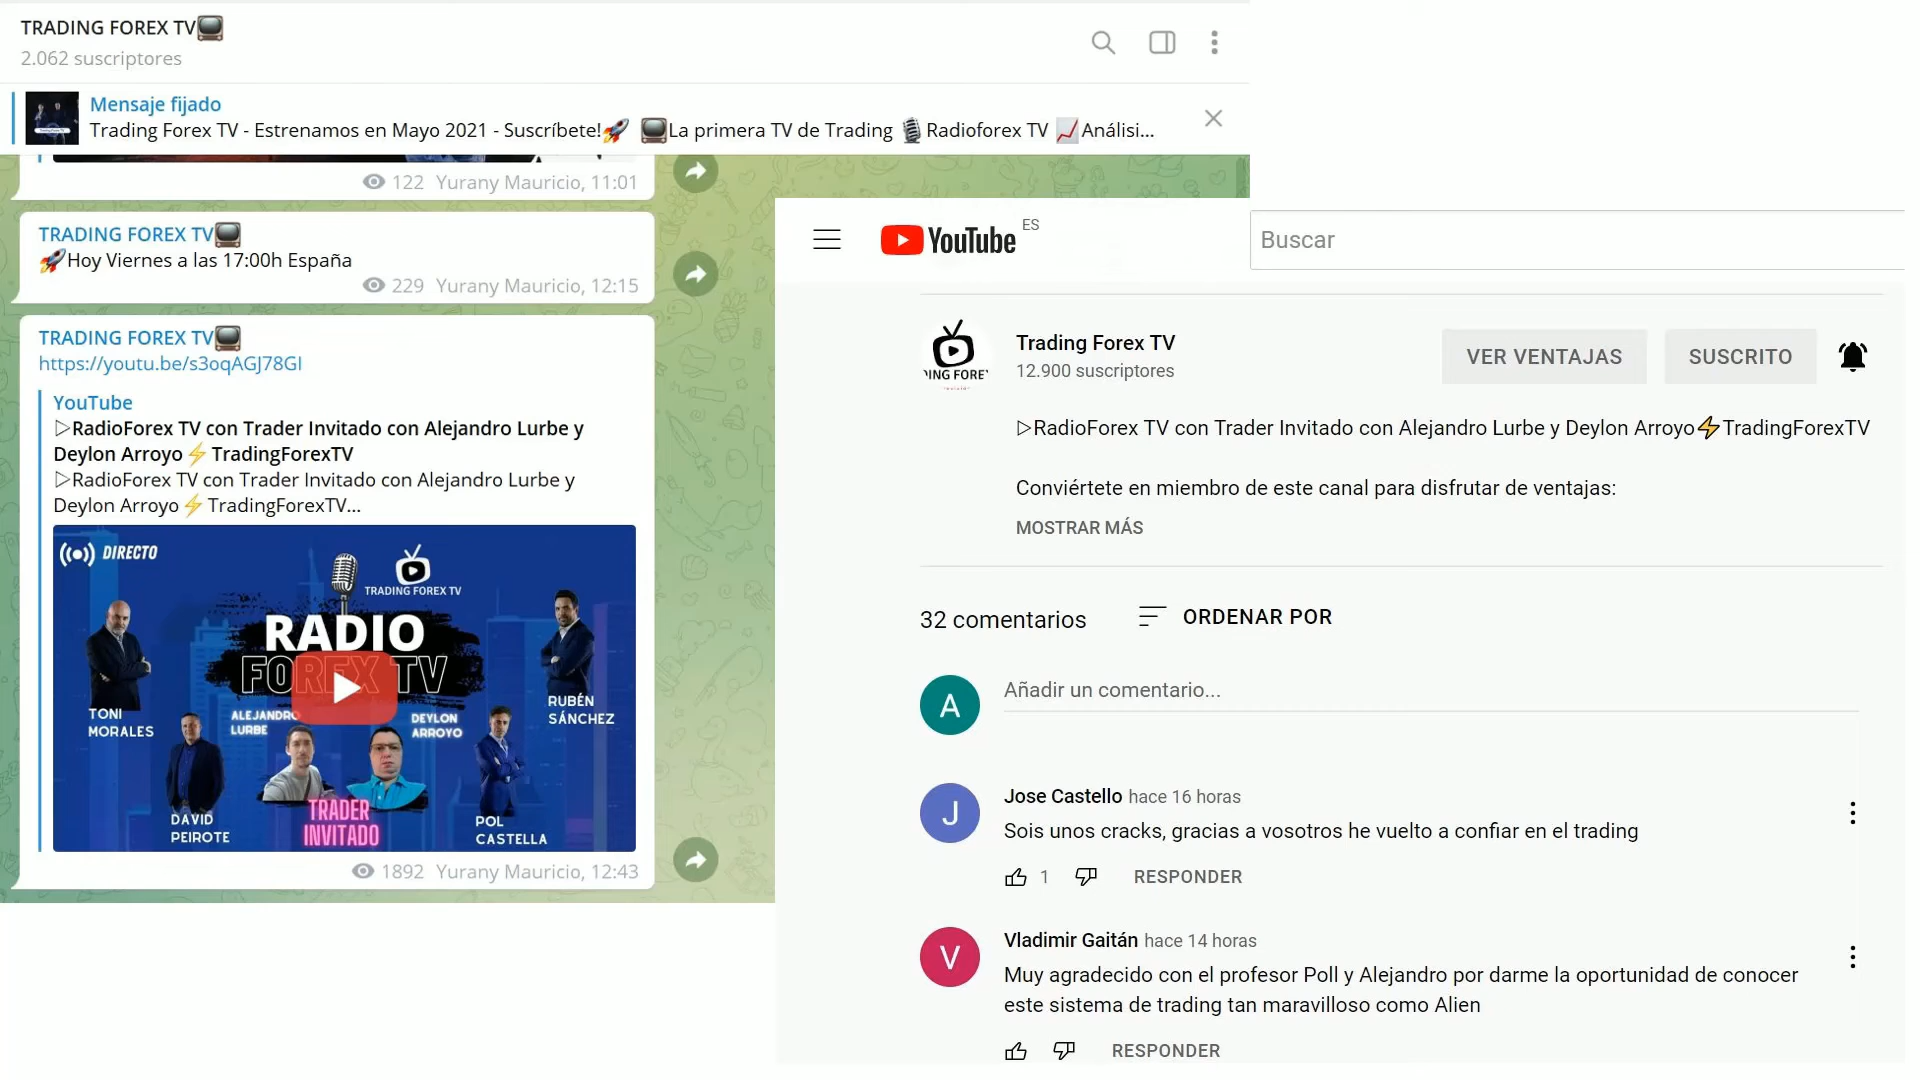 TRADING FOREX TV📺
2.062 suscriptores
Mensaje fijado
Trading Forex TV - Estrenamos en Mayo 2021 - Suscríbete!🚀 📺La primera TV de Trading 🎙Radioforex TV 📈Análisi...
122 Yurany Mauricio, 11:01
TRADING FOREX TV📺
🚀Hoy Viernes a las 17:00h España
229 Yurany Mauricio, 12:15
TRADING FOREX TV📺
https://youtu.be/s3oqAGJ78GI
YouTube
▷RadioForex TV con Trader Invitado con Alejandro Lurbe y
Deylon Arroyo ⚡ TradingForexTV
▷RadioForex TV con Trader Invitado con Alejandro Lurbe y
Deylon Arroyo ⚡ TradingForexTV...
DIRECTO
TRADING FOREX TV
RADIO
FOREX TV
TONI
MORALES
ALEJANDRO
LURBE
DEYLON
ARROYO
RUBÉN
SÁNCHEZ
DAVID
PEIROTE
TRADER
INVITADO
POL
CASTELLA
1892 Yurany Mauricio, 12:43
YouTube ES
Buscar
DING FOREX
Trading Forex TV
12.900 suscriptores
VER VENTAJAS
SUSCRITO
▷RadioForex TV con Trader Invitado con Alejandro Lurbe y Deylon Arroyo⚡TradingForexTV
Conviértete en miembro de este canal para disfrutar de ventajas:
MOSTRAR MÁS
32 comentarios
ORDENAR POR
A
Añadir un comentario...
J
Jose Castello hace 16 horas
Sois unos cracks, gracias a vosotros he vuelto a confiar en el trading
1 RESPONDER
V
Vladimir Gaitán hace 14 horas
Muy agradecido con el profesor Poll y Alejandro por darme la oportunidad de conocer
este sistema de trading tan maravilloso como Alien
RESPONDER